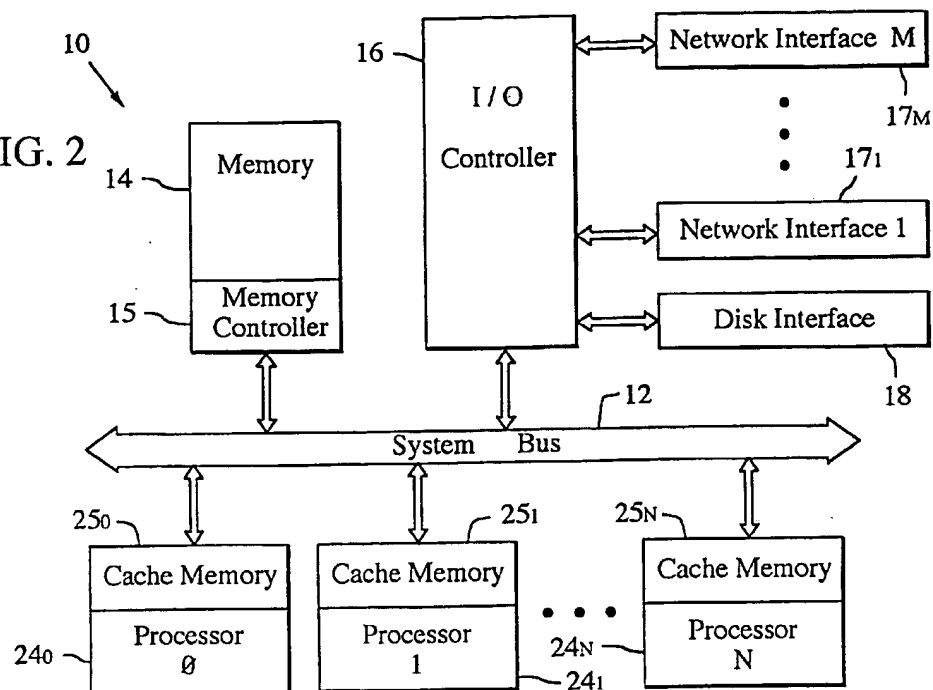 10
IG. 2
14
Memory
15
Memory
Controller
16
I / O
Controller
Network Interface M
17M
171
Network Interface 1
Disk Interface
18
12
System Bus
250
Cache Memory
Processor
0
240
251
Cache Memory
Processor
1
241
25N
Cache Memory
Processor
N
24N